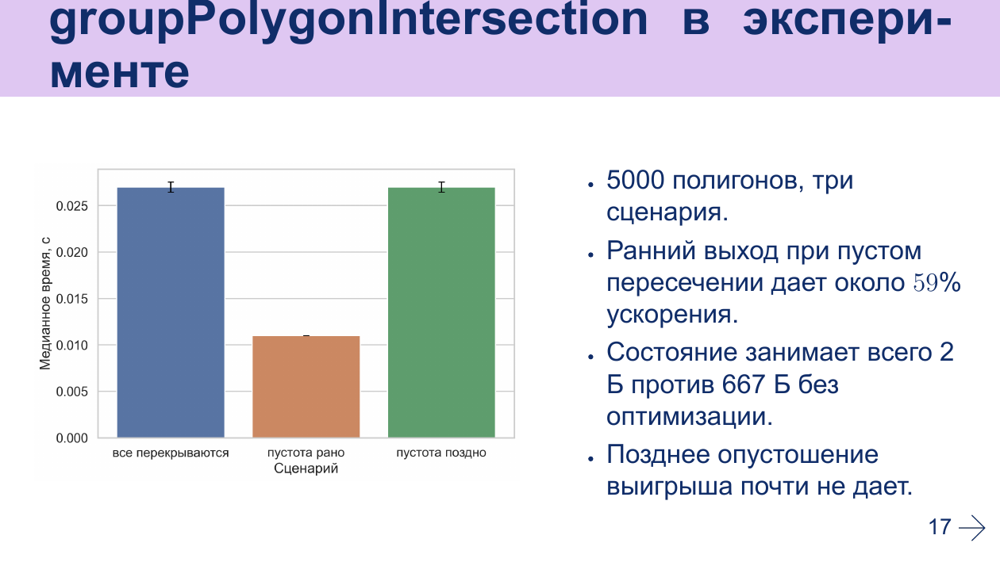 groupPolygonIntersection в экспери-
менте
0.025
0.020
0.015
0.010
0.005
0.000
Медианное время, с
все перекрываются
пустота рано
пустота поздно
Сценарий
• 5000 полигонов, три
сценария.
• Ранний выход при пустом
пересечении дает около 59%
ускорения.
• Состояние занимает всего 2
Б против 667 Б без
оптимизации.
• Позднее опустошение
выигрыша почти не дает.
17